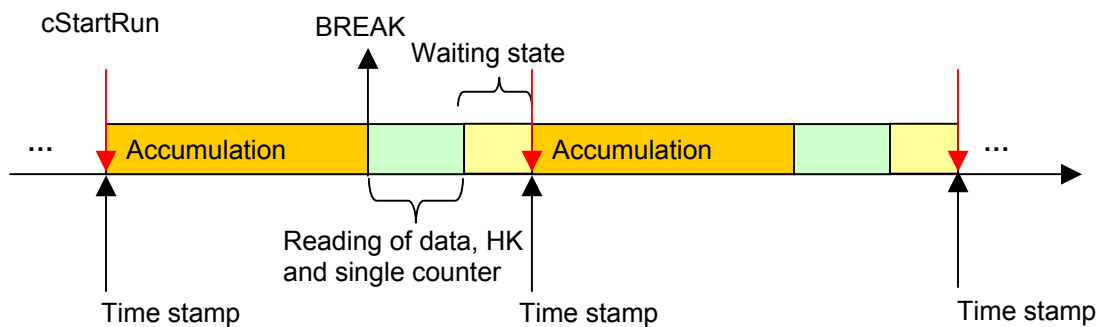 cStartRun
BREAK
Waiting state
...
Accumulation
Accumulation
...
Reading of data, HK
and single counter
Time stamp
Time stamp
Time stamp